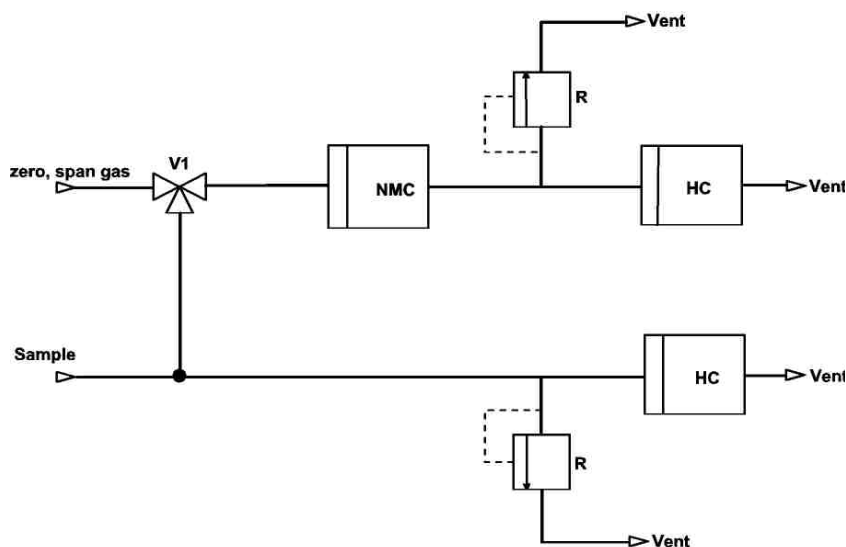 Vent
R
V1
zero, span gas
NMC
HC
Vent
Sample
HC
Vent
R
Vent